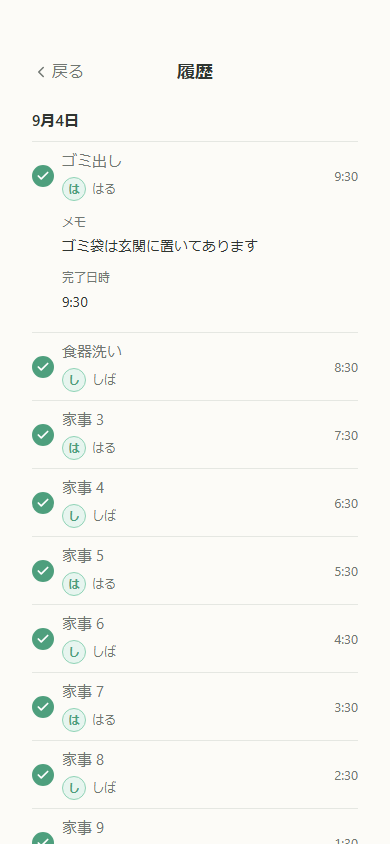 戻る
履歴
9月4日
ゴミ出し
は はる
9:30
メモ
ゴミ袋は玄関に置いてあります
完了日時
9:30
食器洗い
し しば
8:30
家事 3
は はる
7:30
家事 4
し しば
6:30
家事 5
は はる
5:30
家事 6
し しば
4:30
家事 7
は はる
3:30
家事 8
し しば
2:30
家事 9
1:30